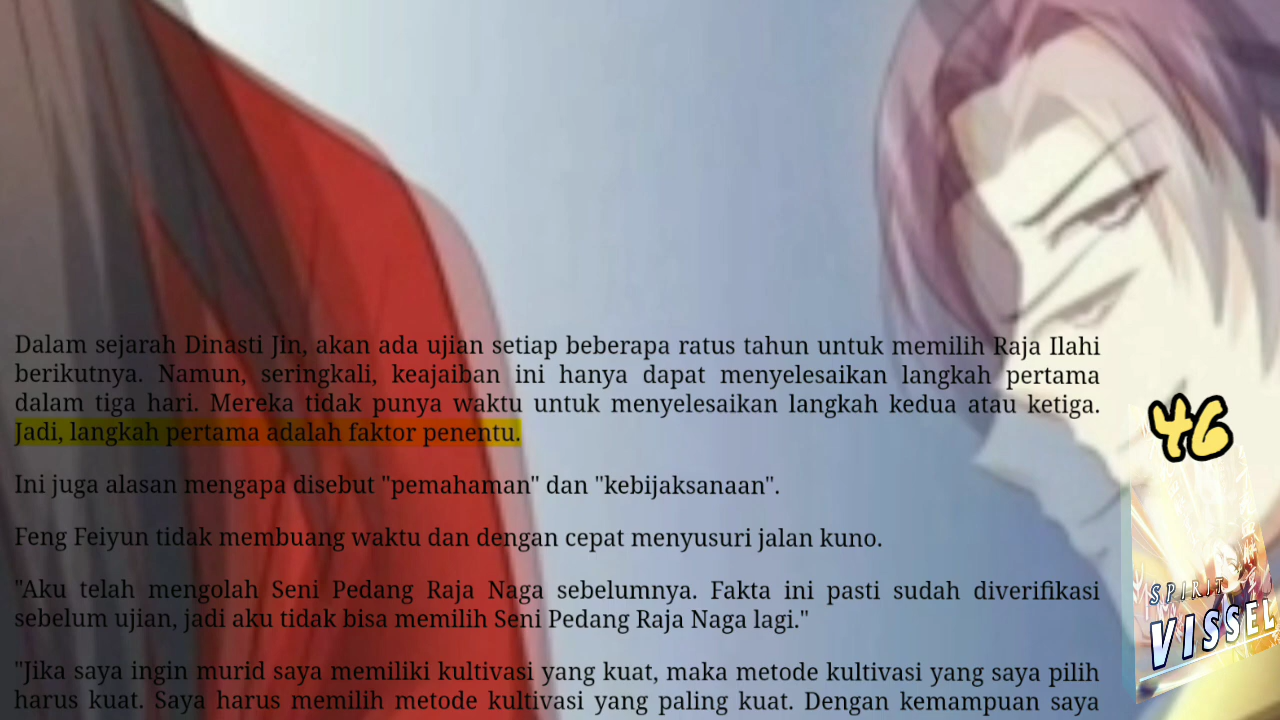 Dalam sejarah Dinasti Jin, akan ada ujian setiap beberapa ratus tahun untuk memilih Raja Ilahi
berikutnya. Namun, seringkali, keajaiban ini hanya dapat menyelesaikan langkah pertama
dalam tiga hari. Mereka tidak punya waktu untuk menyelesaikan langkah kedua atau ketiga.
Jadi, langkah pertama adalah faktor penentu.
Ini juga alasan mengapa disebut "pemahaman" dan "kebijaksanaan".
Feng Feiyun tidak membuang waktu dan dengan cepat menyusuri jalan kuno.
"Aku telah mengolah Seni Pedang Raja Naga sebelumnya. Fakta ini pasti sudah diverifikasi
sebelum ujian, jadi aku tidak bisa memilih Seni Pedang Raja Naga lagi."
"Jika saya ingin murid saya memiliki kultivasi yang kuat, maka metode kultivasi yang saya pilih
harus kuat. Saya harus memilih metode kultivasi yang paling kuat. Dengan kemampuan saya
46
SPIRIT
VISSEL